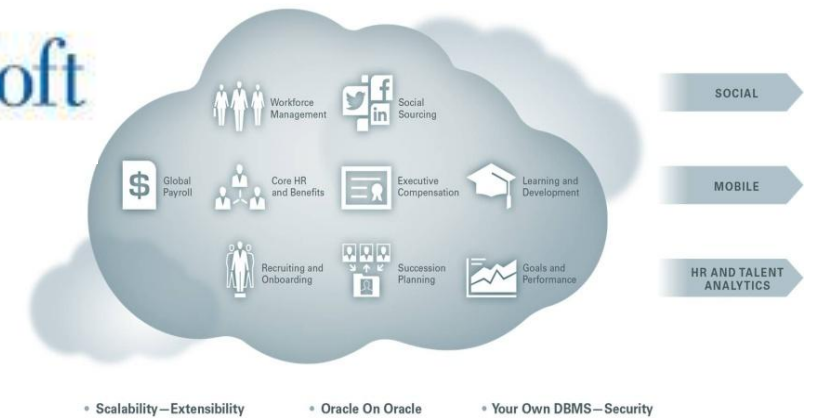 oft
Workforce
Management
Social
Sourcing
SOCIAL
$
Global
Payroll
Core HR
and Benefits
Executive
Compensation
Learning and
Development
MOBILE
Recruiting and
Onboarding
Succession
Planning
Goals and
Performance
HR AND TALENT
ANALYTICS
• Scalability—Extensibility
• Oracle On Oracle
• Your Own DBMS—Security